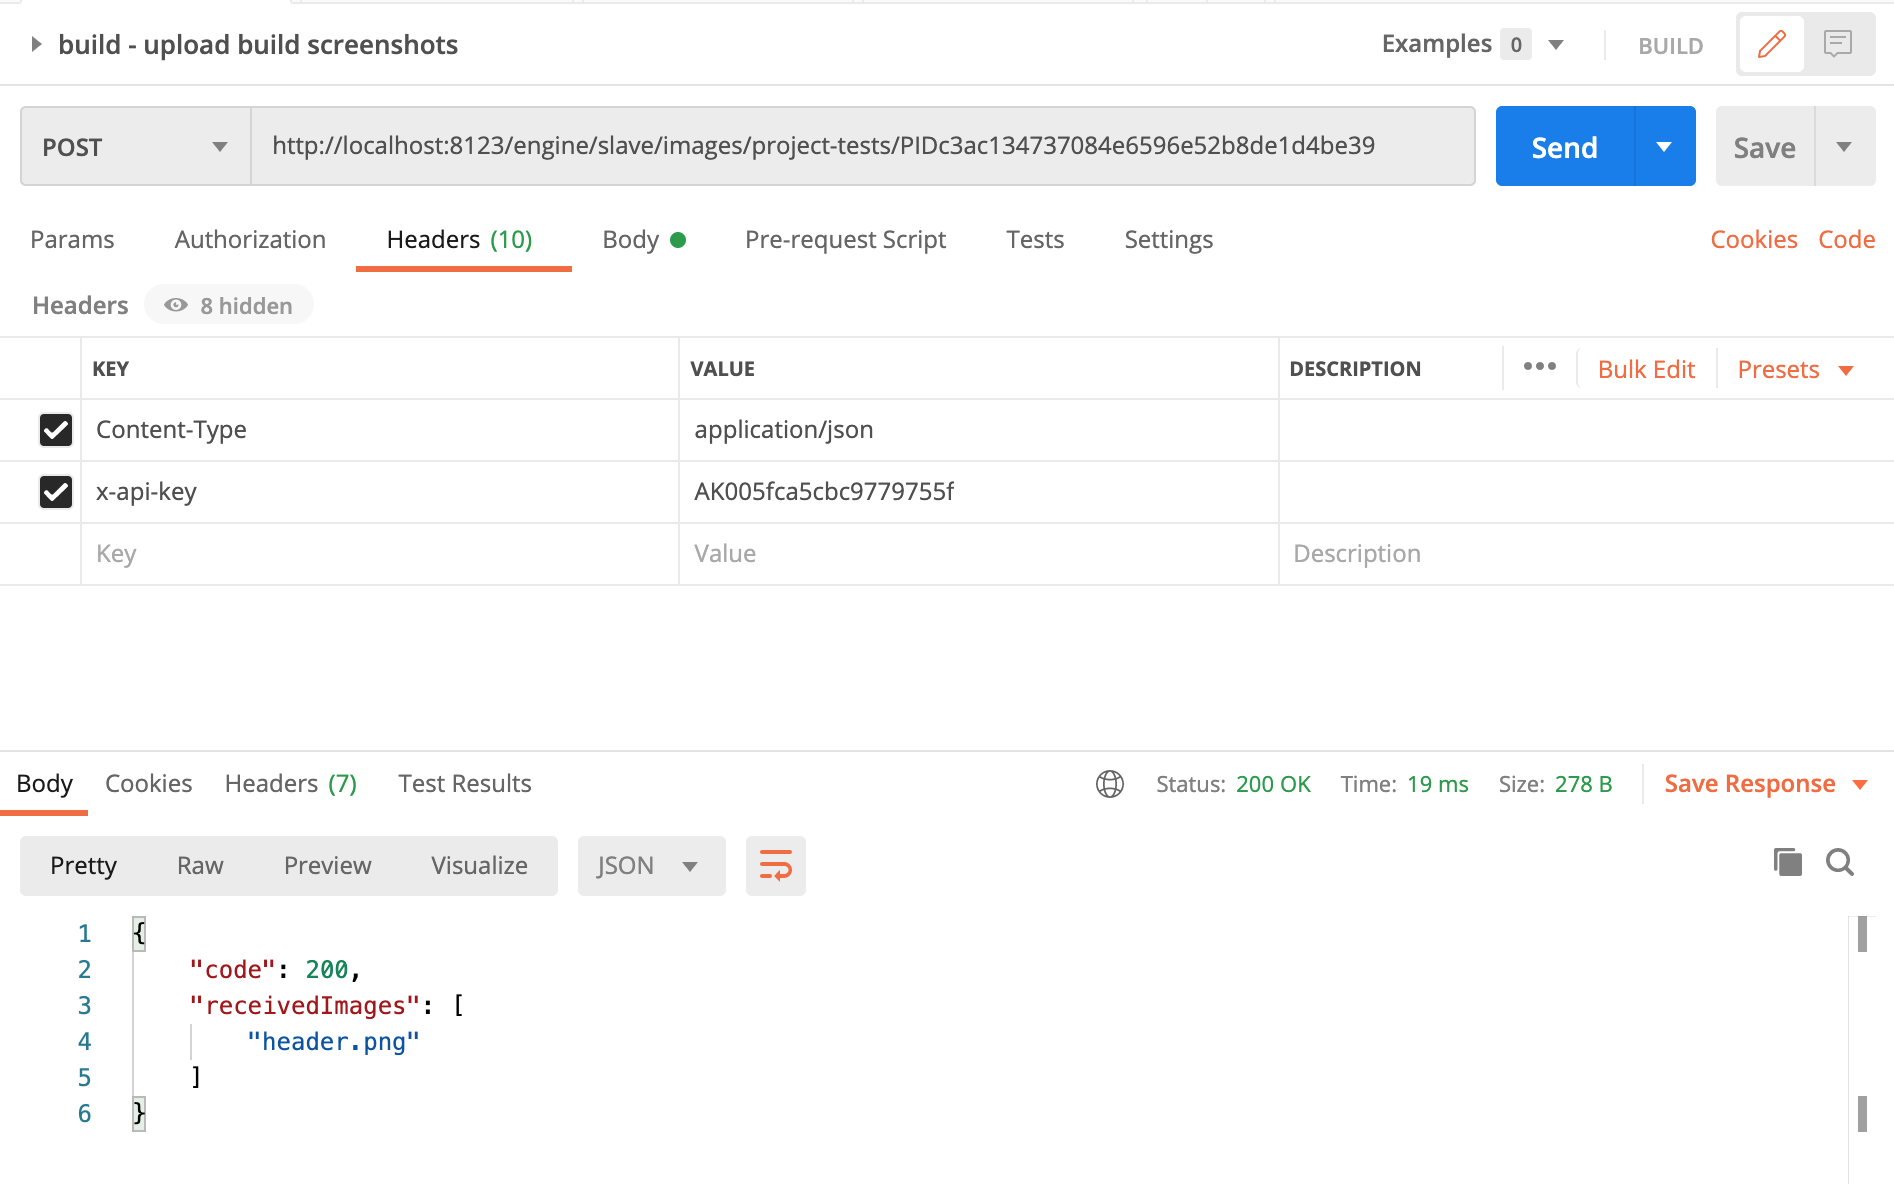 build - upload build screenshots Examples 0 BUILD
POST http://localhost:8123/engine/slave/images/project-tests/PIDc3ac134737084e6596e52b8de1d4be39 Send Save
Params Authorization Headers (10) Body Pre-request Script Tests Settings Cookies Code
Headers 8 hidden
KEY VALUE DESCRIPTION ••• Bulk Edit Presets
Content-Type application/json
x-api-key AK005fca5cbc9779755f
Key Value Description
Body Cookies Headers (7) Test Results Status: 200 OK Time: 19 ms Size: 278 B Save Response
Pretty Raw Preview Visualize JSON
1 {
2 "code": 200,
3 "receivedImages": [
4 "header.png"
5 ]
6 }